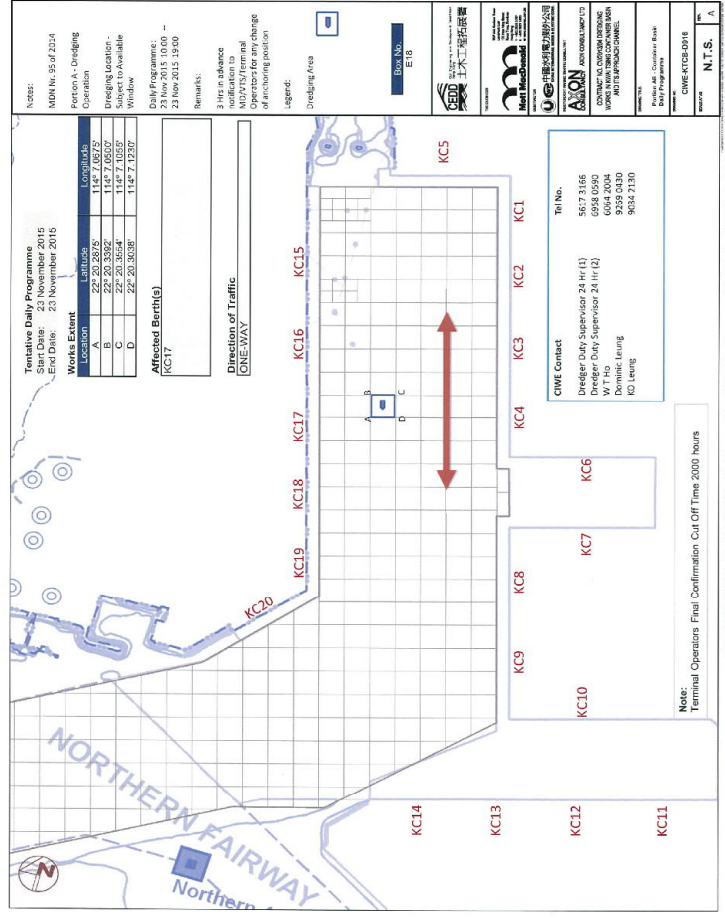 Tentative Daily Programme
Start Date: 23 November 2015
End Date: 23 November 2015
Works Extent
Location Latitude Longitude
A 22° 20.2875' 114° 7.0675'
B 22° 20.3392' 114° 7.0500'
C 22° 20.3554' 114° 7.1055'
D 22° 20.3038' 114° 7.1230'
Affected Berth(s)
KC17
Direction of Traffic
ONE-WAY
Notes:
MDN Nr. 95 of 2014
Portion A - Dredging
Operation
Dredging Location -
Subject to Available
Window
Daily Programme:
23 Nov 2015 10:00 –
23 Nov 2015 19:00
Remarks:
3 Hrs in advance
notification to
MD/VTS/Terminal
Operators for any change
of anchoring position
Legend:
Dredging Area
Box No.
E18
CEDD
土木工程拓展署
Mott MacDonald
AXON
CONSULTANCY
AXON CONSULTANCY LTD
WORKS IN KWAI TSING CONTAINER BASIN
AND ITS APPROACH CHANNEL
Portion A - Container Basin
Daily Programme
CIWE-KTCB-D916
N.T.S.
A
NORTHERN FAIRWAY
Northern
KC20
KC19
KC18
KC17
KC16
KC15
A
B
C
D
KC5
KC1
KC2
KC3
KC4
KC6
KC7
KC8
KC9
KC10
KC14
KC13
KC12
KC11
CIWE Contact Tel No.
Dredger Duty Supervisor 24 Hr (1) 5617 3166
Dredger Duty Supervisor 24 Hr (2) 6958 0590
W T Ho 6064 2004
Dominic Leung 9269 0430
KO Leung 9034 2130
Note:
Terminal Operators Final Confirmation Cut Off Time 2000 hours